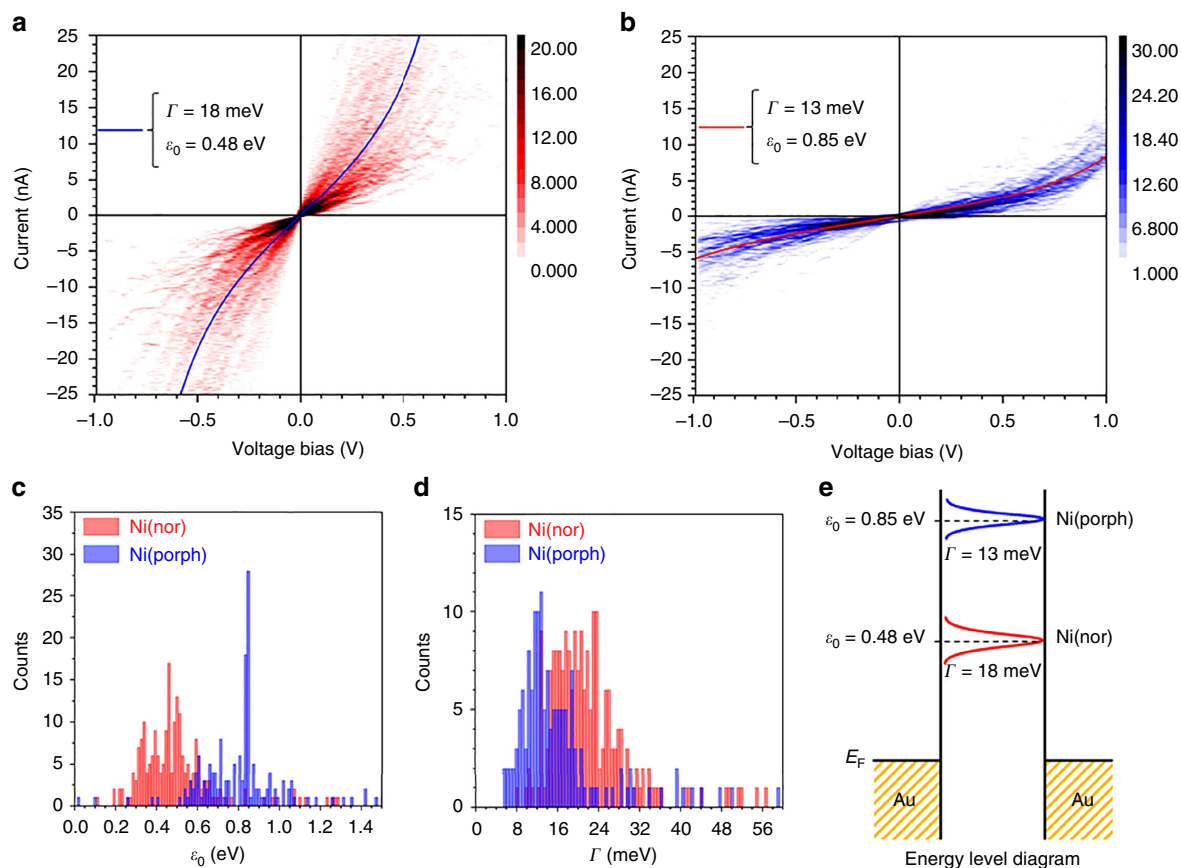 a
25
20
15
10
5
0
−5
−10
−15
−20
−25
Current (nA)
Γ = 18 meV
ε₀ = 0.48 eV
−1.0
−0.5
0.0
0.5
1.0
Voltage bias (V)
20.00
16.00
12.00
8.000
4.000
0.000
b
25
20
15
10
5
0
−5
−10
−15
−20
−25
Current (nA)
Γ = 13 meV
ε₀ = 0.85 eV
−1.0
−0.5
0.0
0.5
1.0
Voltage bias (V)
30.00
24.20
18.40
12.60
6.800
1.000
c
35
30
25
20
15
10
5
0
Counts
Ni(nor)
Ni(porph)
0.0 0.2 0.4 0.6 0.8 1.0 1.2 1.4
ε₀ (eV)
d
15
10
5
0
Counts
Ni(nor)
Ni(porph)
0 8 16 24 32 40 48 56
Γ (meV)
e
ε₀ = 0.85 eV
Ni(porph)
Γ = 13 meV
ε₀ = 0.48 eV
Ni(nor)
Γ = 18 meV
E_F
Au
Au
Energy level diagram